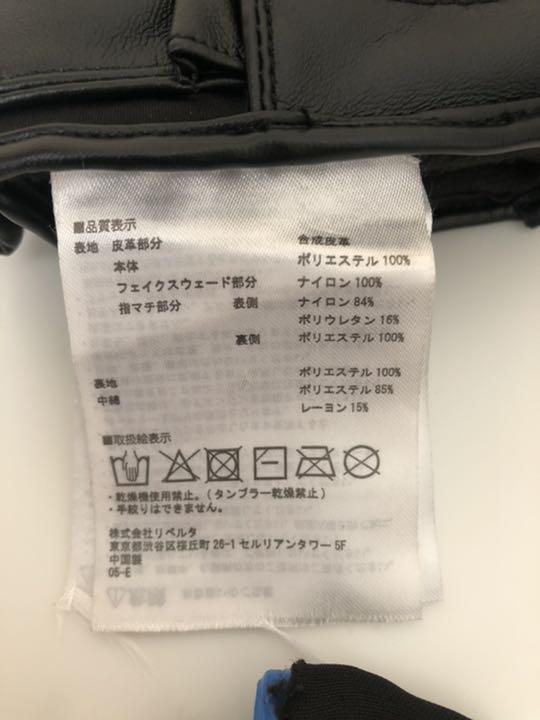 ■品質表示
表地 皮革部分 合成皮革
本体 ポリエステル 100%
フェイクスウェード部分 ナイロン 100%
指マチ部分 表側 ナイロン 84%
ポリウレタン 16%
裏側 ポリエステル 100%
裏地 ポリエステル 100%
中綿 ポリエステル 85%
レーヨン 15%
■取扱絵表示
・乾燥機使用禁止。(タンブラー乾燥禁止)
・手絞りはできません。
株式会社リベルタ
東京都渋谷区桜丘町 26-1 セルリアンタワー 5F
中国製
05-E